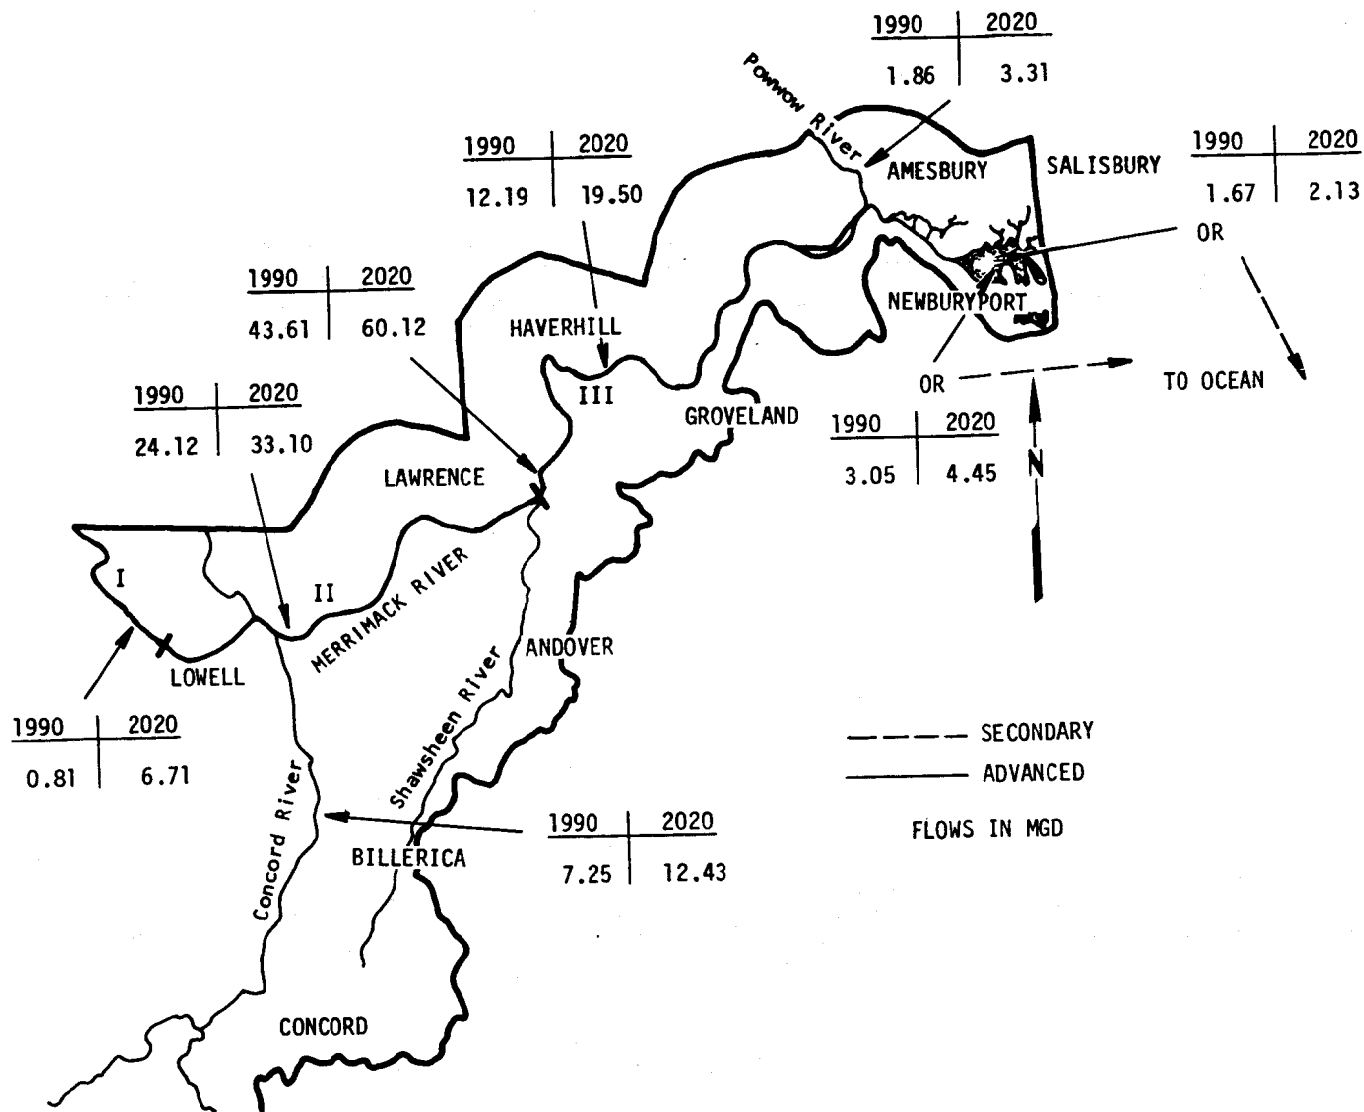 1990 2020
1.86 3.31
Powwow River
1990 2020
12.19 19.50
AMESBURY
SALISBURY
1990 2020
1.67 2.13
OR
1990 2020
43.61 60.12
HAVERHILL
NEWBURYPORT
III
OR
TO OCEAN
GROVELAND
1990 2020
3.05 4.45
N
1990 2020
24.12 33.10
LAWRENCE
I
II
MERRIMACK RIVER
LOWELL
ANDOVER
Shawsheen River
1990 2020
0.81 6.71
SECONDARY
ADVANCED
FLOWS IN MGD
Concord River
1990 2020
7.25 12.43
BILLERICA
CONCORD